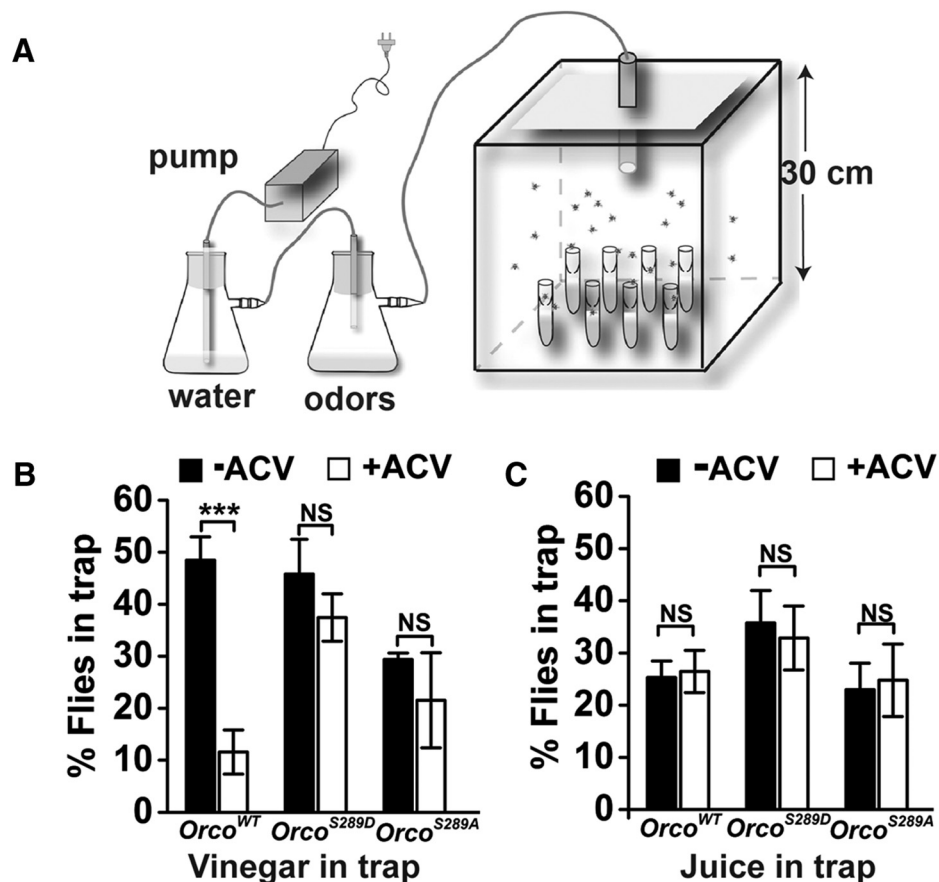 A
pump
30 cm
water
odors
B
-ACV
+ACV
% Flies in trap
60
50
40
30
20
10
0
***
NS
NS
Orco^WT
Orco^S289D
Orco^S289A
Vinegar in trap
C
-ACV
+ACV
% Flies in trap
60
50
40
30
20
10
0
NS
NS
NS
Orco^WT
Orco^S289D
Orco^S289A
Juice in trap